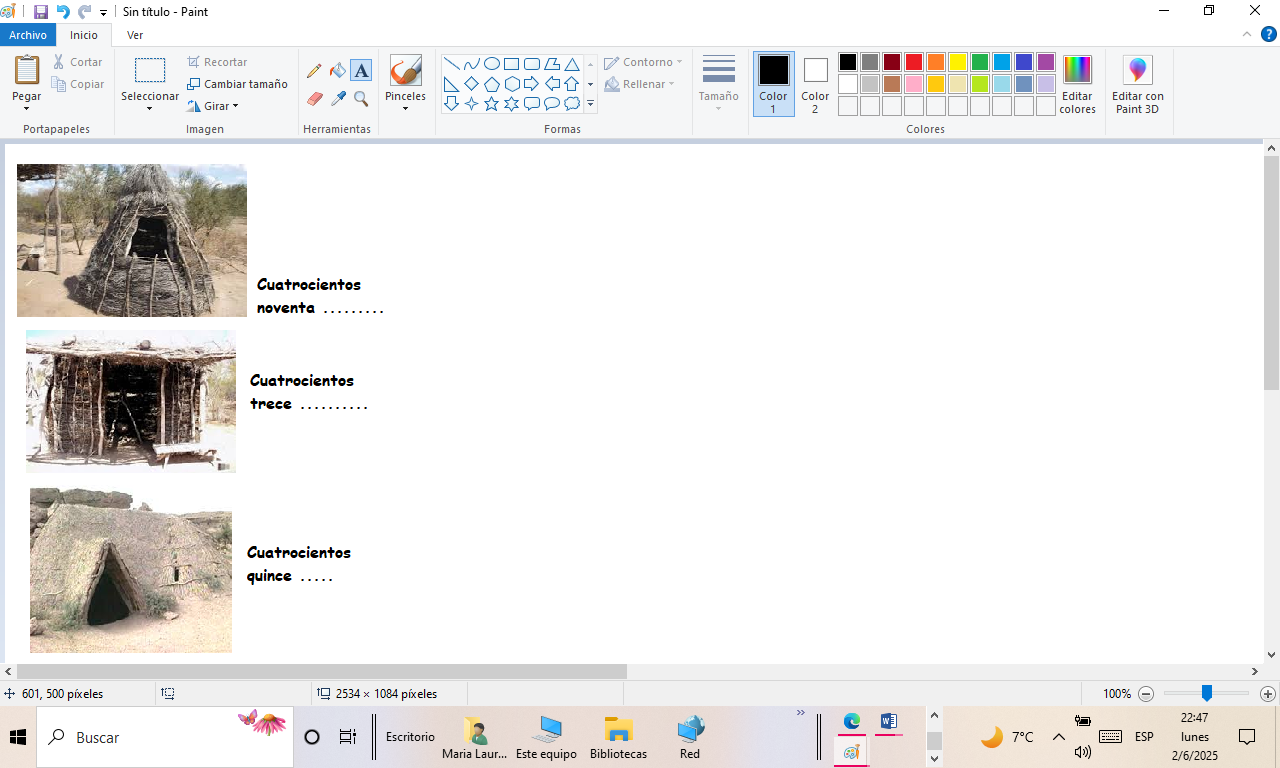 Sin título - Paint
Archivo
Inicio
Ver
Pegar
Cortar
Copiar
Portapapeles
Seleccionar
Recortar
Cambiar tamaño
Girar
Imagen
A
Herramientas
Pinceles
Contorno
Rellenar
Formas
Tamaño
Color 1
Color 2
Editar colores
Colores
Editar con Paint 3D
Cuatrocientos
noventa .........
Cuatrocientos
trece ..........
Cuatrocientos
quince .....
601, 500 píxeles
2534 × 1084 píxeles
100%
Buscar
Escritorio
Maria Laur...
Este equipo
Bibliotecas
Red
»
7°C
ESP
22:47
lunes
2/6/2025